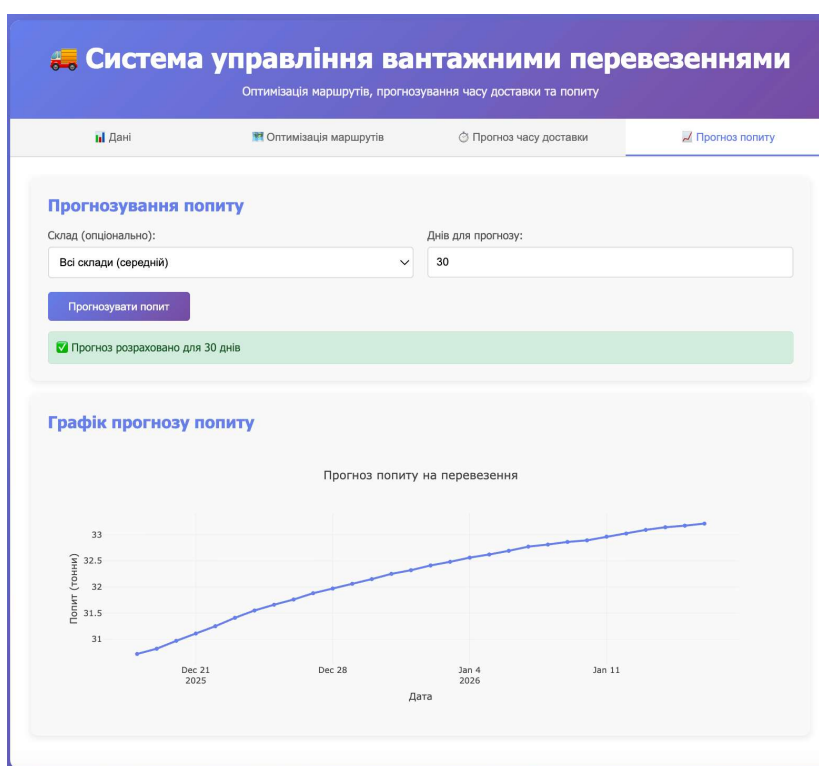 🚚 Система управління вантажними перевезеннями
Оптимізація маршрутів, прогнозування часу доставки та попиту
📊 Дані
🗺️ Оптимізація маршрутів
⏱ Прогноз часу доставки
📈 Прогноз попиту
Прогнозування попиту
Склад (опціонально):
Днів для прогнозу:
Всі склади (середній)
30
Прогнозувати попит
✅ Прогноз розраховано для 30 днів
Графік прогнозу попиту
Прогноз попиту на перевезення
33
32.5
32
31.5
31
Попит (тонни)
Dec 21
2025
Dec 28
Jan 4
2026
Jan 11
Дата